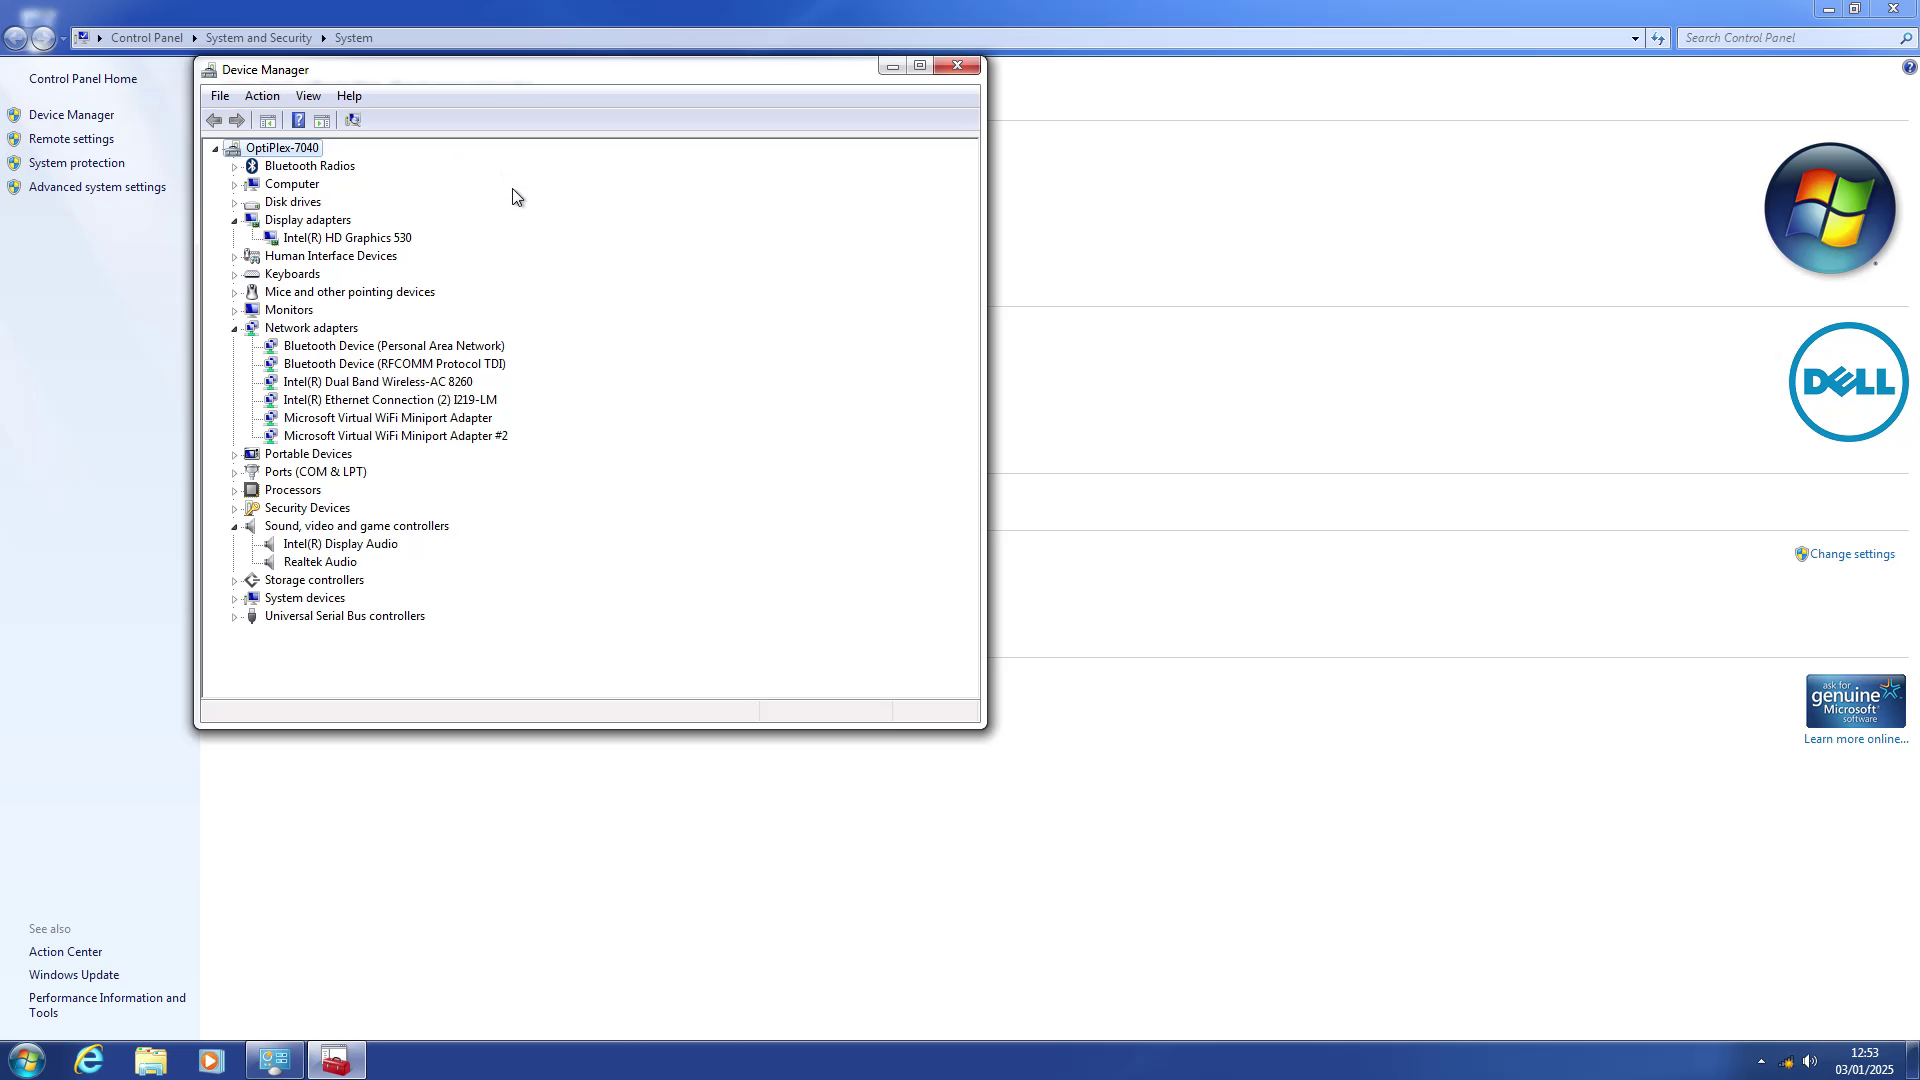 Control Panel
System and Security
System
Search Control Panel
Control Panel Home
Device Manager
Remote settings
System protection
Advanced system settings
Device Manager
File Action View Help
OptiPlex-7040
Bluetooth Radios
Computer
Disk drives
Display adapters
Intel(R) HD Graphics 530
Human Interface Devices
Keyboards
Mice and other pointing devices
Monitors
Network adapters
Bluetooth Device (Personal Area Network)
Bluetooth Device (RFCOMM Protocol TDI)
Intel(R) Dual Band Wireless-AC 8260
Intel(R) Ethernet Connection (2) I219-LM
Microsoft Virtual WiFi Miniport Adapter
Microsoft Virtual WiFi Miniport Adapter #2
Portable Devices
Ports (COM & LPT)
Processors
Security Devices
Sound, video and game controllers
Intel(R) Display Audio
Realtek Audio
Storage controllers
System devices
Universal Serial Bus controllers
DELL
Change settings
ask for
genuine
Microsoft
software
Learn more online...
See also
Action Center
Windows Update
Performance Information and
Tools
12:53
03/01/2025